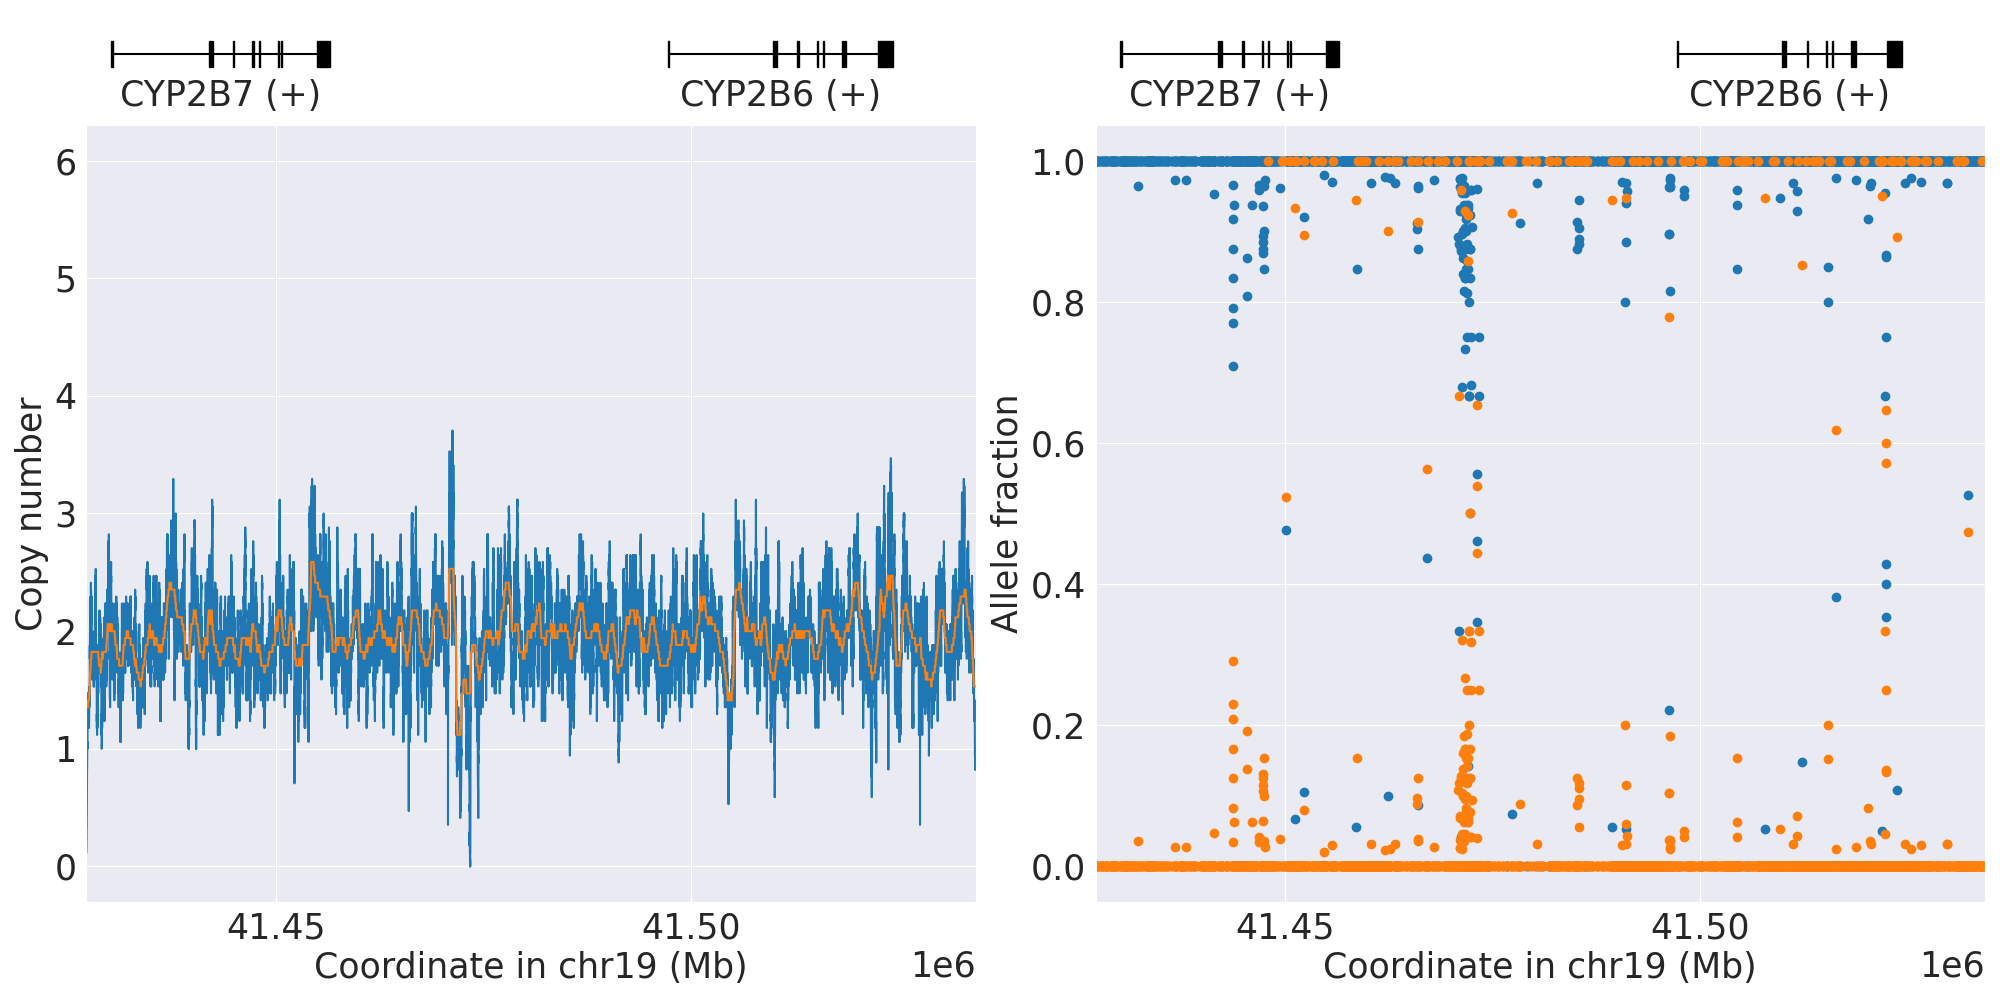 CYP2B7 (+)
CYP2B6 (+)
CYP2B7 (+)
CYP2B6 (+)
6
5
4
3
2
1
0
Copy number
41.45
41.50
Coordinate in chr19 (Mb)
1e6
1.0
0.8
0.6
0.4
0.2
0.0
Allele fraction
41.45
41.50
Coordinate in chr19 (Mb)
1e6